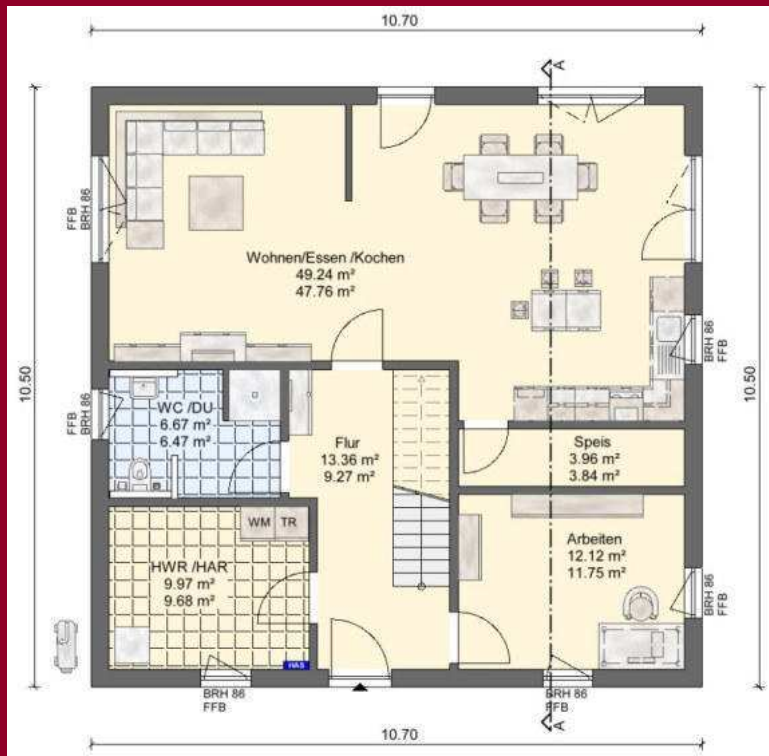 10.70
A
FFB
BRH 86
Wohnen/Essen /Kochen
49.24 m²
47.76 m²
10.50
10.50
BRH 86
FFB
FFB
BRH 86
WC /DU
6.67 m²
6.47 m²
Flur
13.36 m²
9.27 m²
Speis
3.96 m²
3.84 m²
WM
TR
HWR /HAR
9.97 m²
9.68 m²
Arbeiten
12.12 m²
11.75 m²
BRH 86
FFB
HAS
BRH 86
FFB
BRH 86
FFB
A
10.70